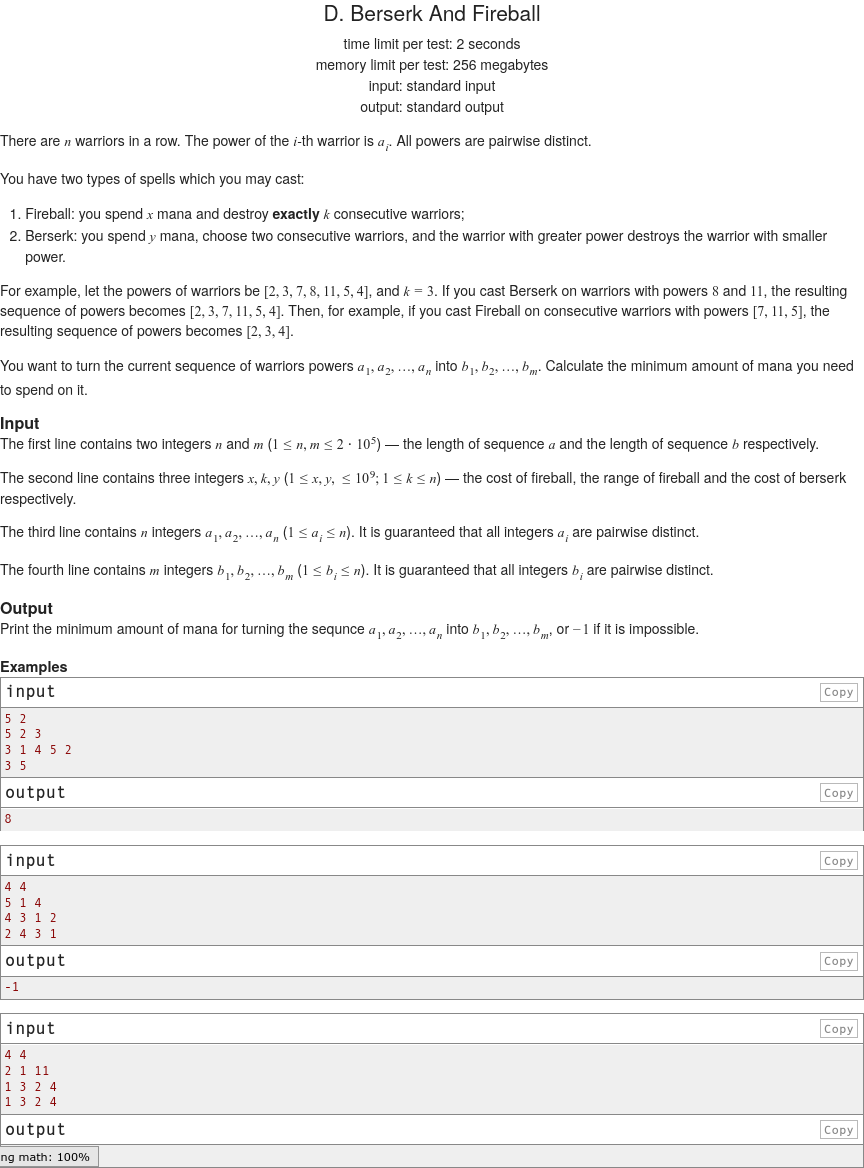 D. Berserk And Fireball
time limit per test: 2 seconds
memory limit per test: 256 megabytes
input: standard input
output: standard output
There are n warriors in a row. The power of the i-th warrior is a_i. All powers are pairwise distinct.
You have two types of spells which you may cast:
1. Fireball: you spend x mana and destroy exactly k consecutive warriors;
2. Berserk: you spend y mana, choose two consecutive warriors, and the warrior with greater power destroys the warrior with smaller
power.
For example, let the powers of warriors be [2, 3, 7, 8, 11, 5, 4], and k = 3. If you cast Berserk on warriors with powers 8 and 11, the resulting
sequence of powers becomes [2, 3, 7, 11, 5, 4]. Then, for example, if you cast Fireball on consecutive warriors with powers [7, 11, 5], the
resulting sequence of powers becomes [2, 3, 4].
You want to turn the current sequence of warriors powers a_1, a_2, …, a_n into b_1, b_2, …, b_m. Calculate the minimum amount of mana you need
to spend on it.
Input
The first line contains two integers n and m (1 ≤ n, m ≤ 2 · 10^5) — the length of sequence a and the length of sequence b respectively.
The second line contains three integers x, k, y (1 ≤ x, y, ≤ 10^9; 1 ≤ k ≤ n) — the cost of fireball, the range of fireball and the cost of berserk
respectively.
The third line contains n integers a_1, a_2, …, a_n (1 ≤ a_i ≤ n). It is guaranteed that all integers a_i are pairwise distinct.
The fourth line contains m integers b_1, b_2, …, b_m (1 ≤ b_i ≤ n). It is guaranteed that all integers b_i are pairwise distinct.
Output
Print the minimum amount of mana for turning the sequnce a_1, a_2, …, a_n into b_1, b_2, …, b_m, or −1 if it is impossible.
Examples
input Copy
5 2
5 2 3
3 1 4 5 2
3 5
output Copy
8
input Copy
4 4
5 1 4
4 3 1 2
2 4 3 1
output Copy
-1
input Copy
4 4
2 1 11
1 3 2 4
1 3 2 4
output Copy
ng math: 100%